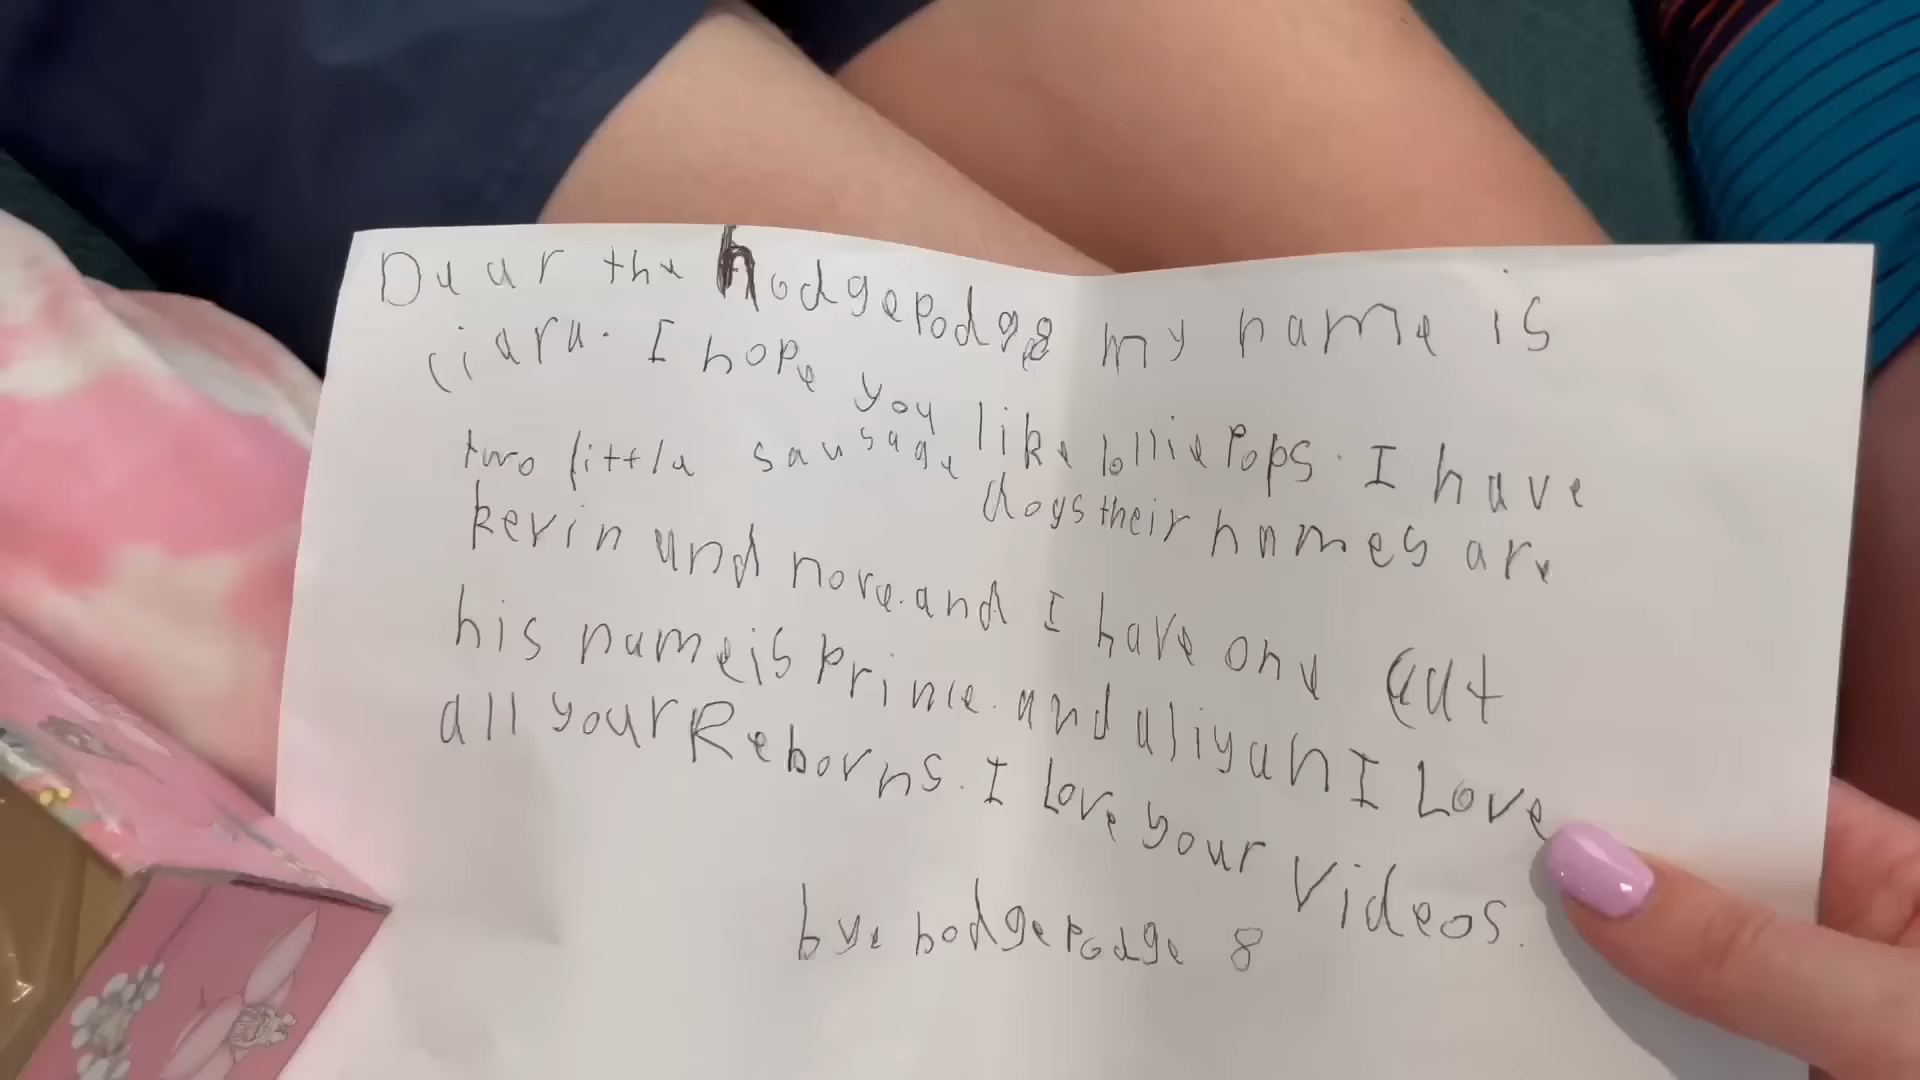 Dear the hodgepodge 8 my name is
ciara. I hope you like lolliepops. I have
two little sausage dogs their names are
kevin and nore. and I have one cat
his name is Prince. and aliyah I Love
all your Reborns. I Love your Videos.
bye hodgepodge 8